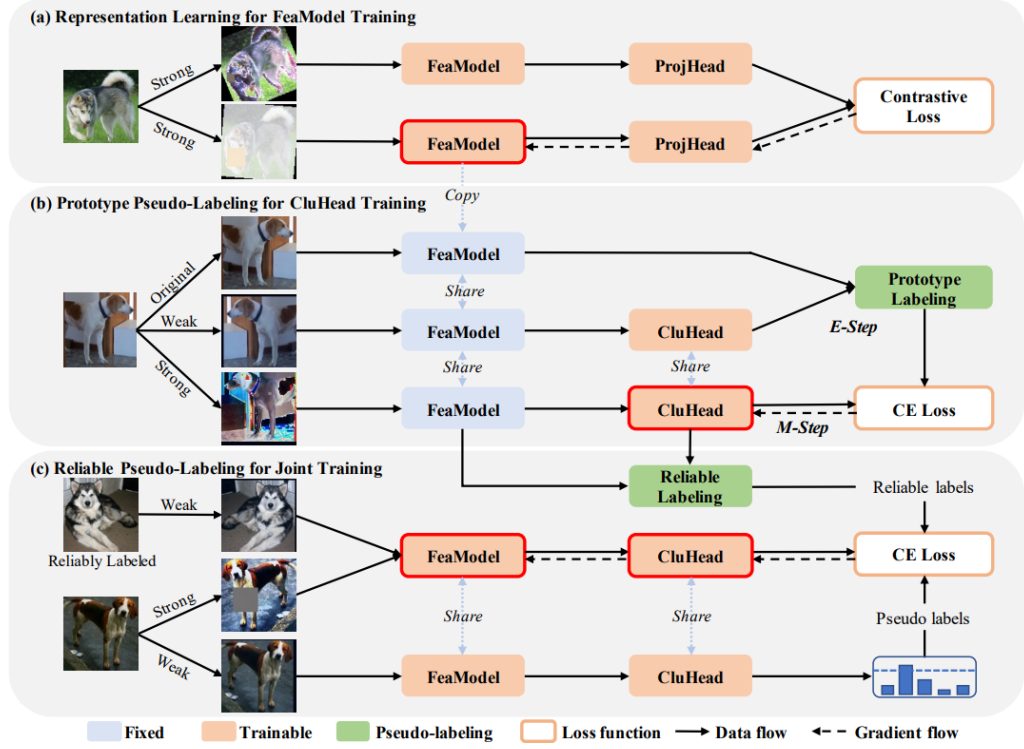 (a) Representation Learning for FeaModel Training
Strong
Strong
FeaModel
ProjHead
FeaModel
ProjHead
Contrastive
Loss
Copy
(b) Prototype Pseudo-Labeling for CluHead Training
Original
Weak
Strong
FeaModel
Share
FeaModel
CluHead
Share
Share
FeaModel
CluHead
Prototype
Labeling
E-Step
M-Step
CE Loss
(c) Reliable Pseudo-Labeling for Joint Training
Weak
Reliably Labeled
Strong
Weak
Reliable
Labeling
Reliable labels
FeaModel
CluHead
CE Loss
Share
Share
Pseudo labels
FeaModel
CluHead
Fixed
Trainable
Pseudo-labeling
Loss function
Data flow
Gradient flow